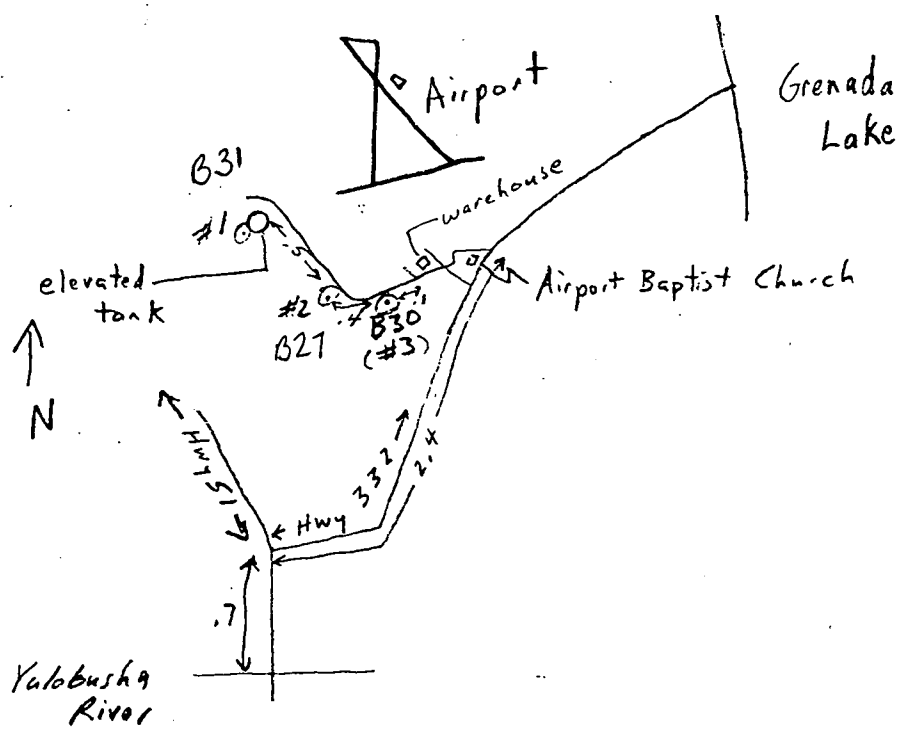 Airport
Grenada
Lake
B31
warehouse
#1
.5
elevated
tank
Airport Baptist Church
#2
.4
.1
B27
B30
(#3)
N
Hwy 51
332
2.4
Hwy
.7
Yalobusha
River